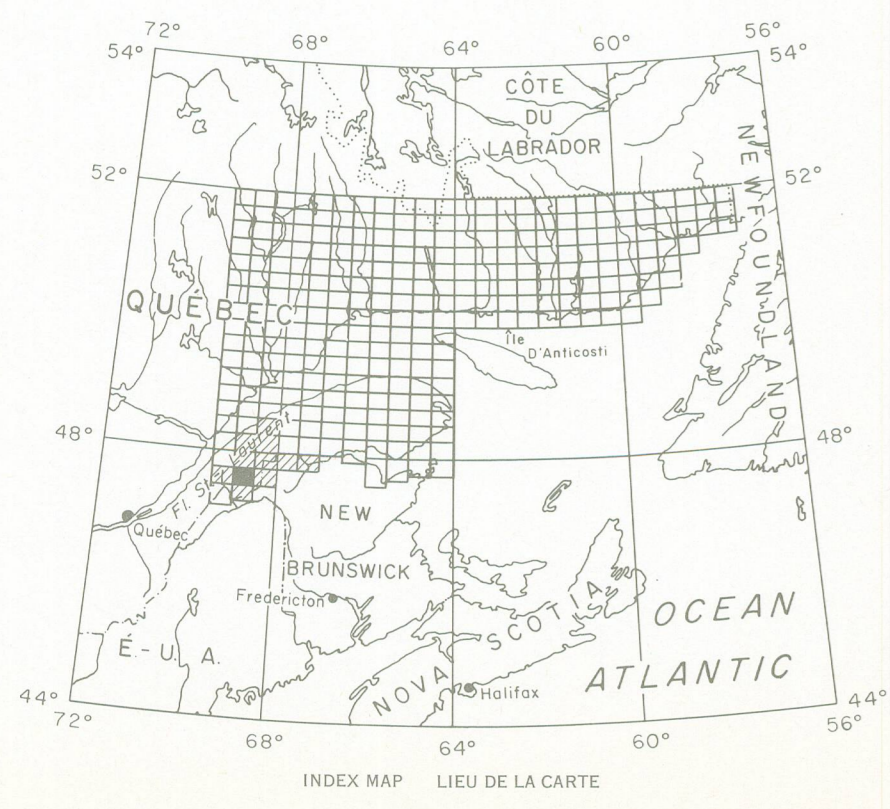 72°
68°
64°
60°
56°
54°
54°
CÔTE
DU
LABRADOR
52°
52°
NEWFOUNDLAND
QUÉBEC
Île
D'Anticosti
48°
48°
Fl. St-Laurent
Québec
NEW
BRUNSWICK
Fredericton
É.-U. A.
NOVA SCOTIA
Halifax
OCEAN
ATLANTIC
44°
44°
72°
68°
64°
60°
56°
INDEX MAP LIEU DE LA CARTE